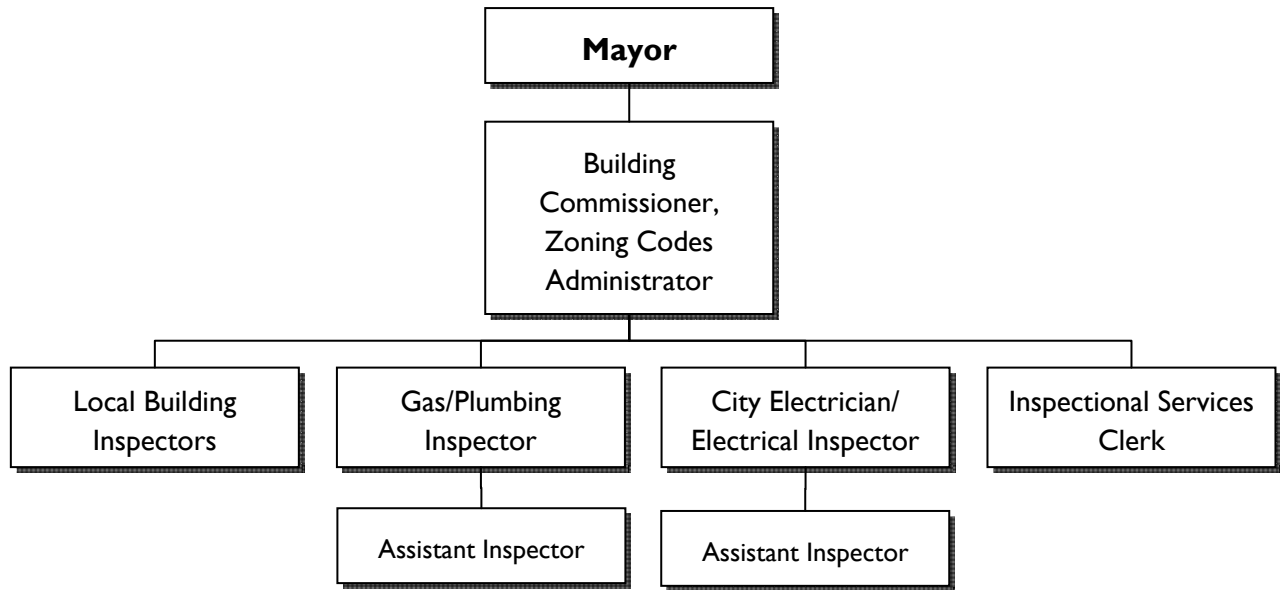 Mayor
Building
Commissioner,
Zoning Codes
Administrator
Local Building
Inspectors
Gas/Plumbing
Inspector
City Electrician/
Electrical Inspector
Inspectional Services
Clerk
Assistant Inspector
Assistant Inspector